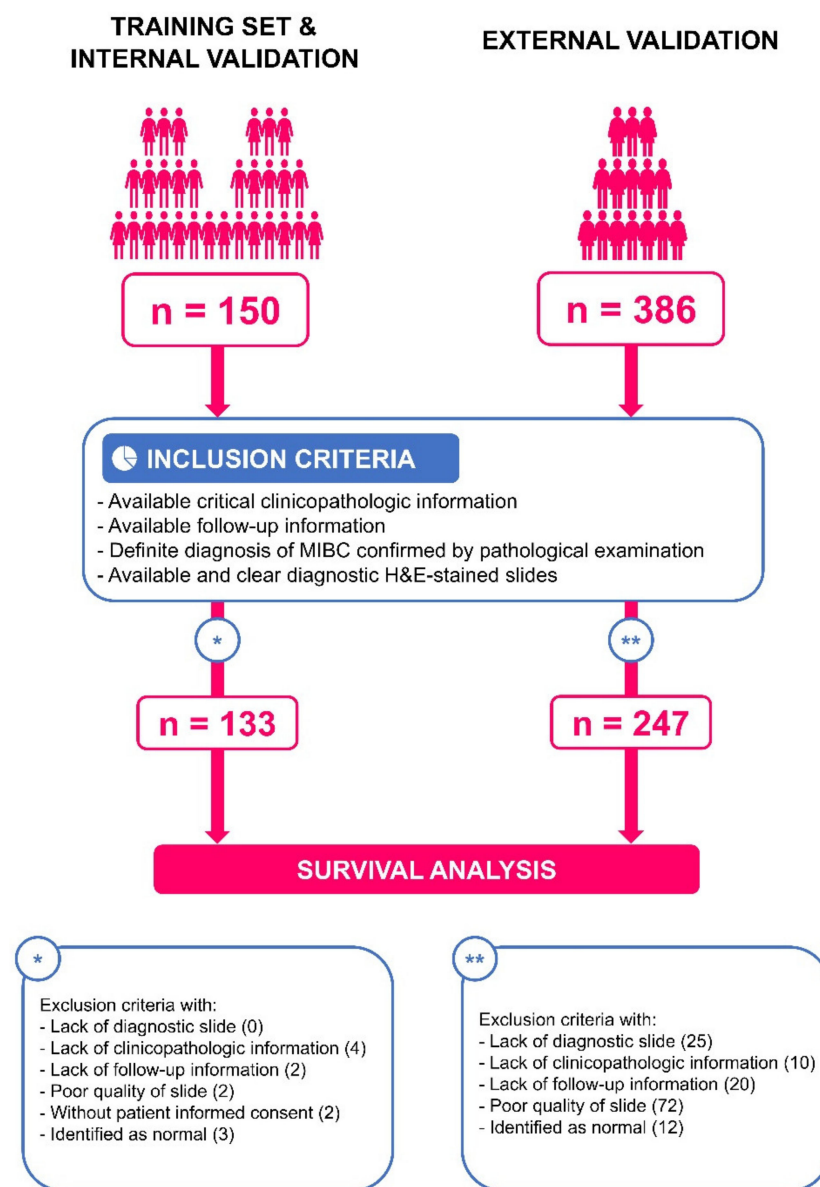 TRAINING SET &
INTERNAL VALIDATION
EXTERNAL VALIDATION
n = 150
n = 386
INCLUSION CRITERIA
- Available critical clinicopathologic information
- Available follow-up information
- Definite diagnosis of MIBC confirmed by pathological examination
- Available and clear diagnostic H&E-stained slides
*
**
n = 133
n = 247
SURVIVAL ANALYSIS
*
Exclusion criteria with:
- Lack of diagnostic slide (0)
- Lack of clinicopathologic information (4)
- Lack of follow-up information (2)
- Poor quality of slide (2)
- Without patient informed consent (2)
- Identified as normal (3)
**
Exclusion criteria with:
- Lack of diagnostic slide (25)
- Lack of clinicopathologic information (10)
- Lack of follow-up information (20)
- Poor quality of slide (72)
- Identified as normal (12)